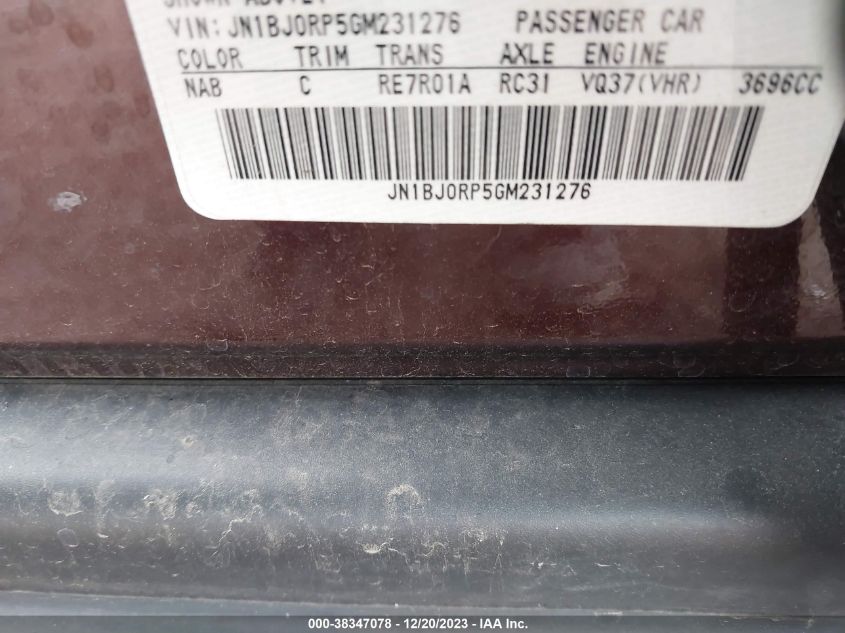 VIN: JN1BJ0RP5GM231276 PASSENGER CAR
COLOR TRIM TRANS AXLE ENGINE
NAB C RE7R01A RC31 VQ37(VHR) 3696CC
JN1BJ0RP5GM231276
000-38347078 - 12/20/2023 - IAA Inc.